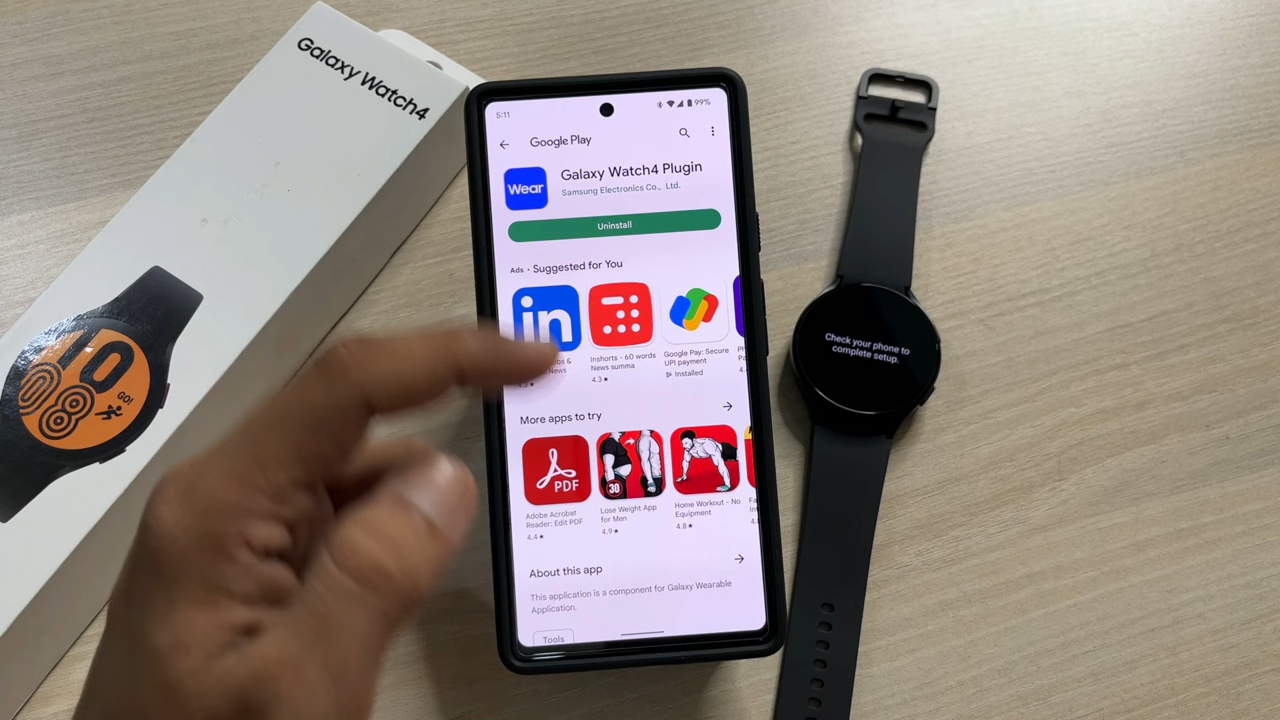 Galaxy Watch4
10
08
GO!
5:11
99%
Google Play
Wear
Galaxy Watch4 Plugin
Samsung Electronics Co., Ltd.
Uninstall
Ads · Suggested for You
in
Inshorts - 60 words
News summa
4.3★
Google Pay: Secure
UPI payment
Installed
News
More apps to try
PDF
Adobe Acrobat
Reader: Edit PDF
4.4★
30
Lose Weight App
for Men
4.9★
Home Workout - No
Equipment
4.8★
About this app
This application is a component for Galaxy Wearable
Application.
Tools
Check your phone to
complete setup.